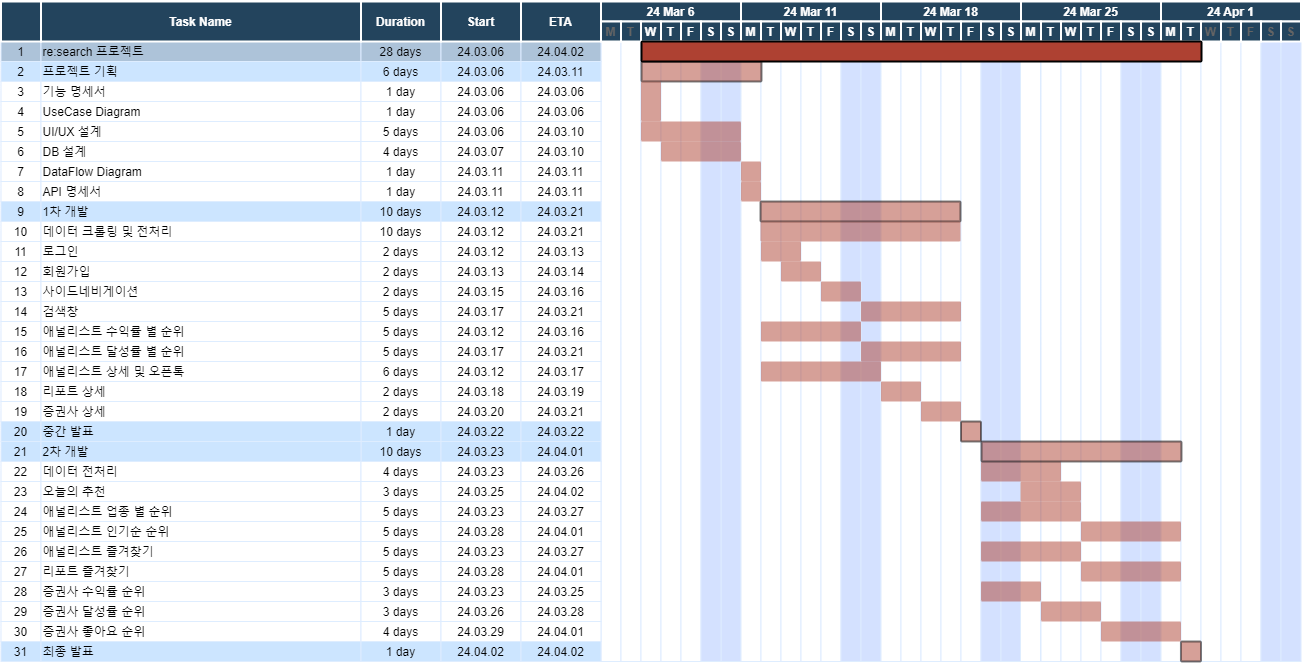 Task Name Duration Start ETA 24 Mar 6 24 Mar 11 24 Mar 18 24 Mar 25 24 Apr 1
M T W T F S S M T W T F S S M T W T F S S M T W T F S S M T W T F S S
1 re:search 프로젝트 28 days 24.03.06 24.04.02
2 프로젝트 기획 6 days 24.03.06 24.03.11
3 기능 명세서 1 day 24.03.06 24.03.06
4 UseCase Diagram 1 day 24.03.06 24.03.06
5 UI/UX 설계 5 days 24.03.06 24.03.10
6 DB 설계 4 days 24.03.07 24.03.10
7 DataFlow Diagram 1 day 24.03.11 24.03.11
8 API 명세서 1 day 24.03.11 24.03.11
9 1차 개발 10 days 24.03.12 24.03.21
10 데이터 크롤링 및 전처리 10 days 24.03.12 24.03.21
11 로그인 2 days 24.03.12 24.03.13
12 회원가입 2 days 24.03.13 24.03.14
13 사이드네비게이션 2 days 24.03.15 24.03.16
14 검색창 5 days 24.03.17 24.03.21
15 애널리스트 수익률 별 순위 5 days 24.03.12 24.03.16
16 애널리스트 달성률 별 순위 5 days 24.03.17 24.03.21
17 애널리스트 상세 및 오픈톡 6 days 24.03.12 24.03.17
18 리포트 상세 2 days 24.03.18 24.03.19
19 증권사 상세 2 days 24.03.20 24.03.21
20 중간 발표 1 day 24.03.22 24.03.22
21 2차 개발 10 days 24.03.23 24.04.01
22 데이터 전처리 4 days 24.03.23 24.03.26
23 오늘의 추천 3 days 24.03.25 24.04.02
24 애널리스트 업종 별 순위 5 days 24.03.23 24.03.27
25 애널리스트 인기순 순위 5 days 24.03.28 24.04.01
26 애널리스트 즐겨찾기 5 days 24.03.23 24.03.27
27 리포트 즐겨찾기 5 days 24.03.28 24.04.01
28 증권사 수익률 순위 3 days 24.03.23 24.03.25
29 증권사 달성률 순위 3 days 24.03.26 24.03.28
30 증권사 좋아요 순위 4 days 24.03.29 24.04.01
31 최종 발표 1 day 24.04.02 24.04.02